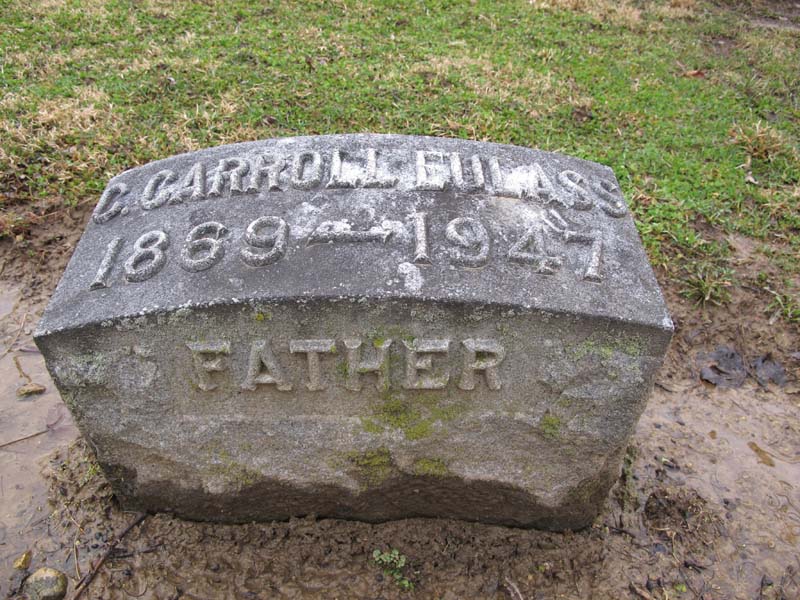 C. CARROLL EULASS
1869 – 1947
FATHER